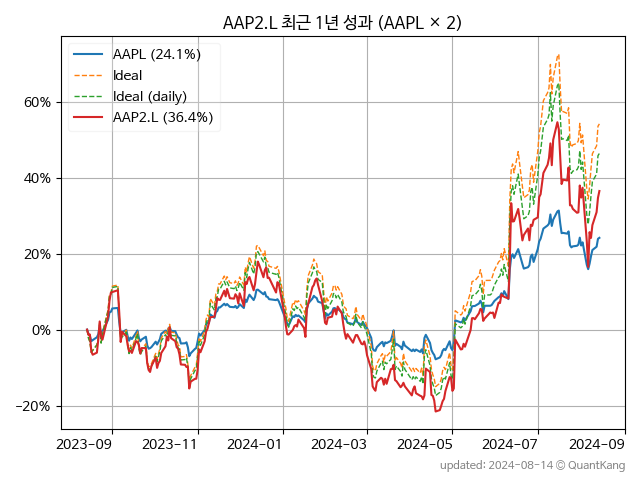 AAP2.L 최근 1년 성과 (AAPL × 2)
AAPL (24.1%)
Ideal
Ideal (daily)
AAP2.L (36.4%)
60%
40%
20%
0%
−20%
2023-09
2023-11
2024-01
2024-03
2024-05
2024-07
2024-09
updated: 2024-08-14 © QuantKang